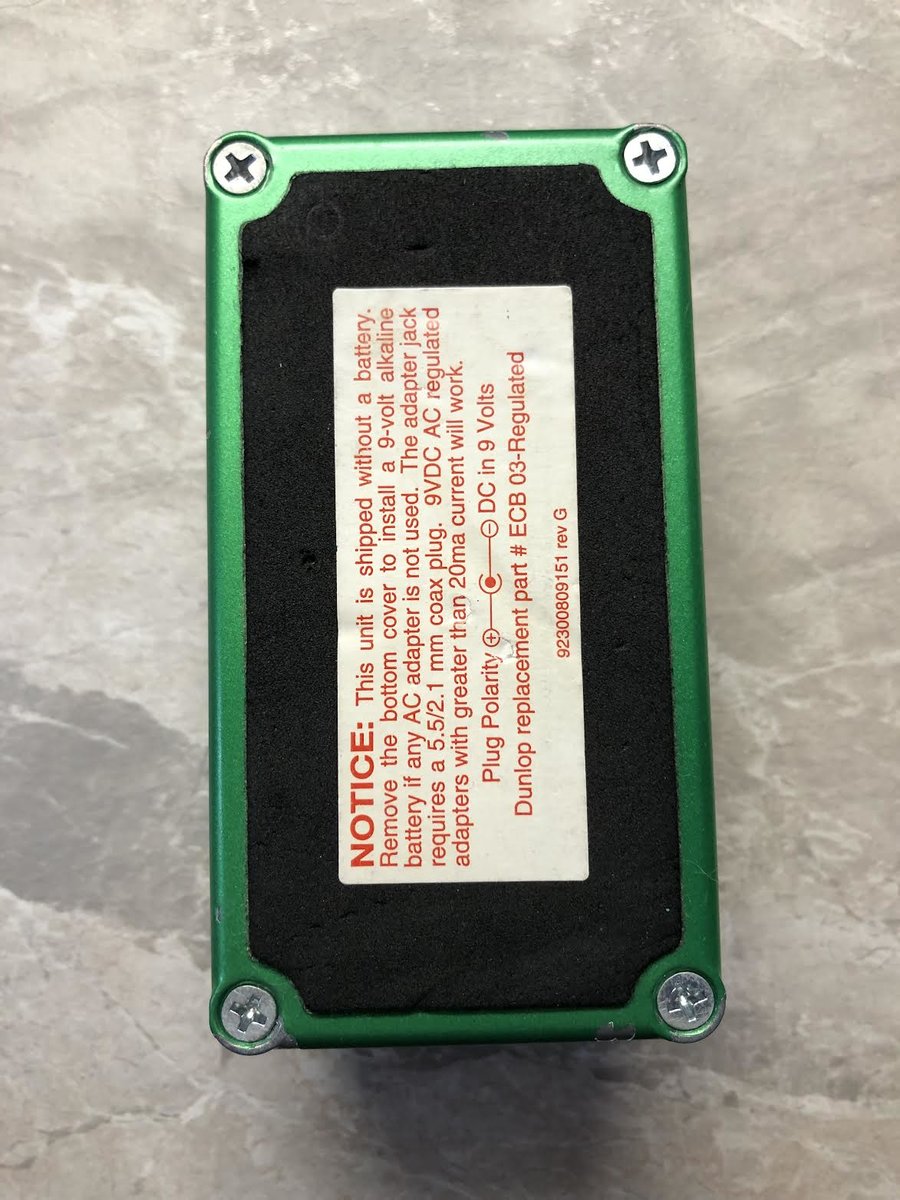 NOTICE: This unit is shipped without a battery.
Remove the bottom cover to install a 9-volt alkaline
battery if any AC adapter is not used. The adapter jack
requires a 5.5/2.1 mm coax plug. 9VDC AC regulated
adapters with greater than 20ma current will work.
Plug Polarity + - DC in 9 Volts
Dunlop replacement part # ECB 03-Regulated
92300809151 rev G